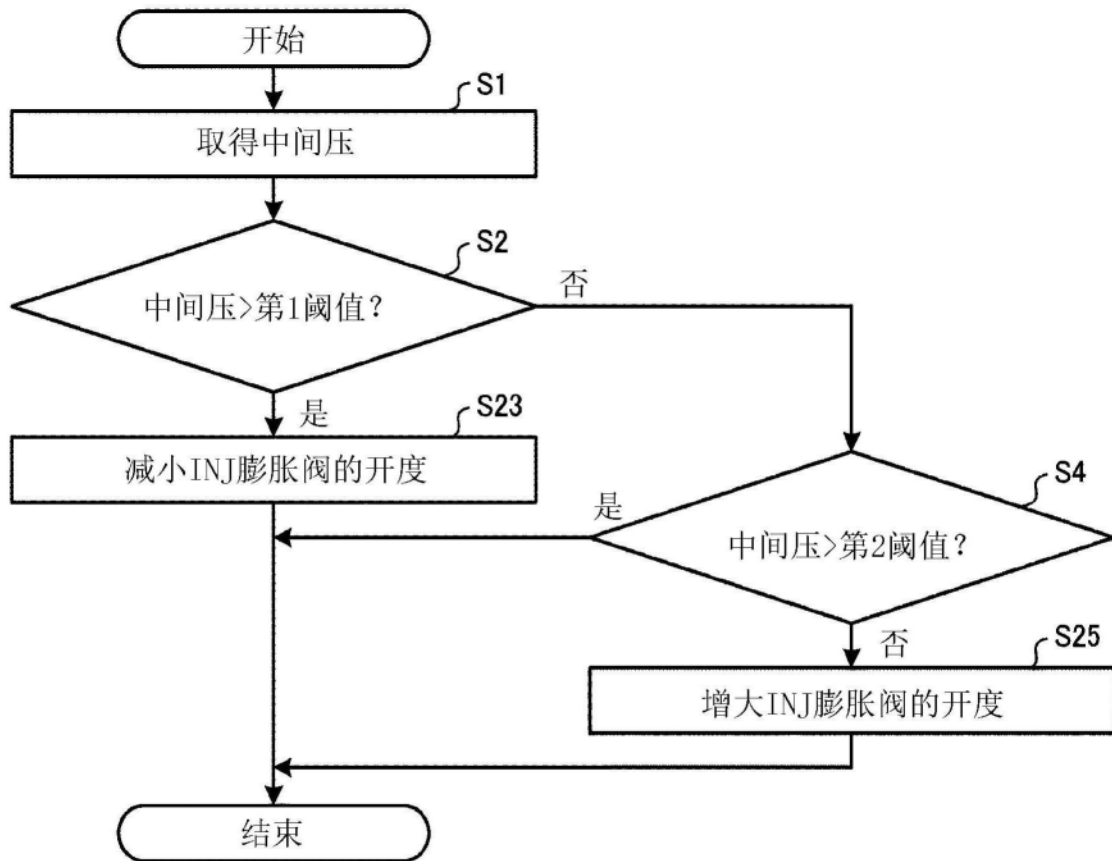 开始
S1
取得中间压
S2
中间压>第1阈值?
否
是
S23
减小INJ膨胀阀的开度
S4
是
中间压>第2阈值?
否
S25
增大INJ膨胀阀的开度
结束